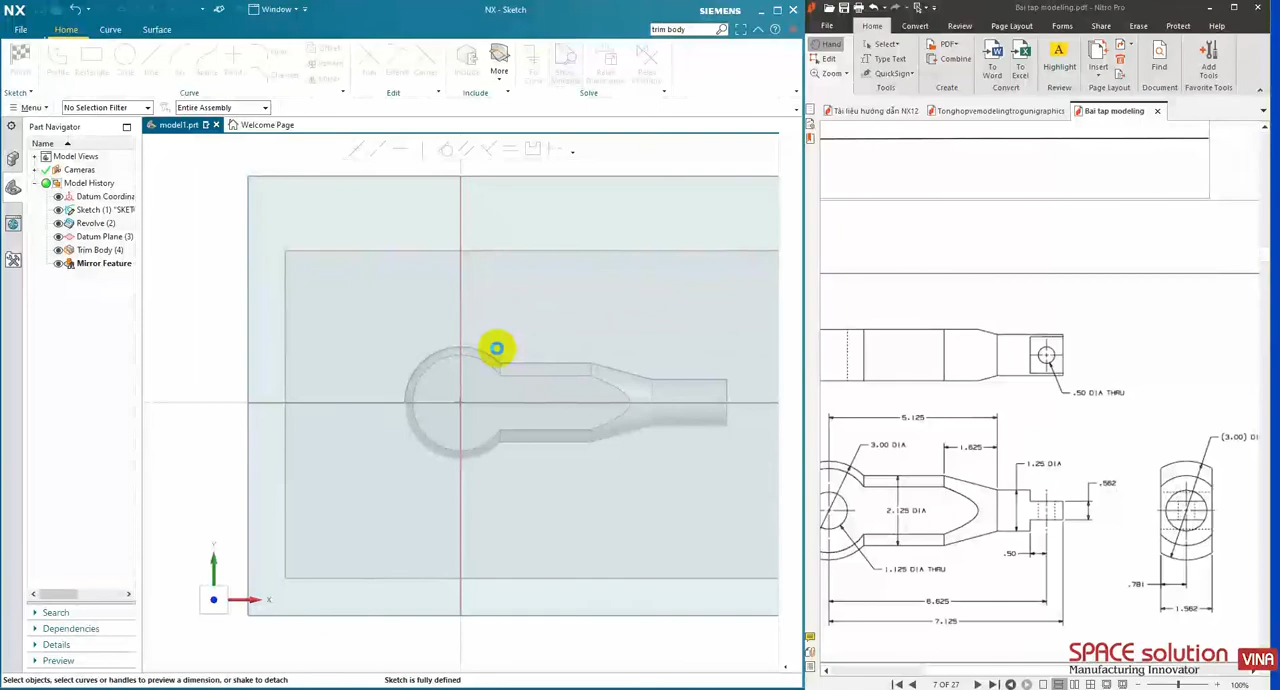 NX
Window
NX - Sketch
SIEMENS
File
Home
Curve
Surface
trim body
More
Sketch
Curve
Edit
Include
Solve
Menu
No Selection Filter
Entire Assembly
Part Navigator
model1.prt
Welcome Page
Name
Model Views
Cameras
Model History
Datum Coordina
Sketch (1) "SKET
Revolve (2)
Datum Plane (3)
Trim Body (4)
Mirror Feature
Y
X
Search
Dependencies
Details
Preview
Select objects, select curves or handles to preview a dimension, or shake to detach
Sketch is fully defined
Bai tap modeling.pdf - Nitro Pro
File
Home
Convert
Review
Page Layout
Forms
Share
Erase
Protect
Help
Hand
Edit
Zoom
Select
Type Text
QuickSign
Tools
PDF
Combine
To Word
To Excel
Create
Convert
Highlight
Review
Insert
Page Layout
Find
Document
Add Tools
Favorite Tools
Tài liệu hướng dẫn NX12
Tonghopvemodelingtrogunigraphics
Bai tap modeling
.50 DIA THRU
5.125
3.00 DIA
1.625
1.25 DIA
.562
2.125 DIA
.50
1.125 DIA THRU
6.625
7.125
(3.00) DIA
.781
1.562
SPACE solution
Manufacturing Innovator
VINA
7 OF 27
100%